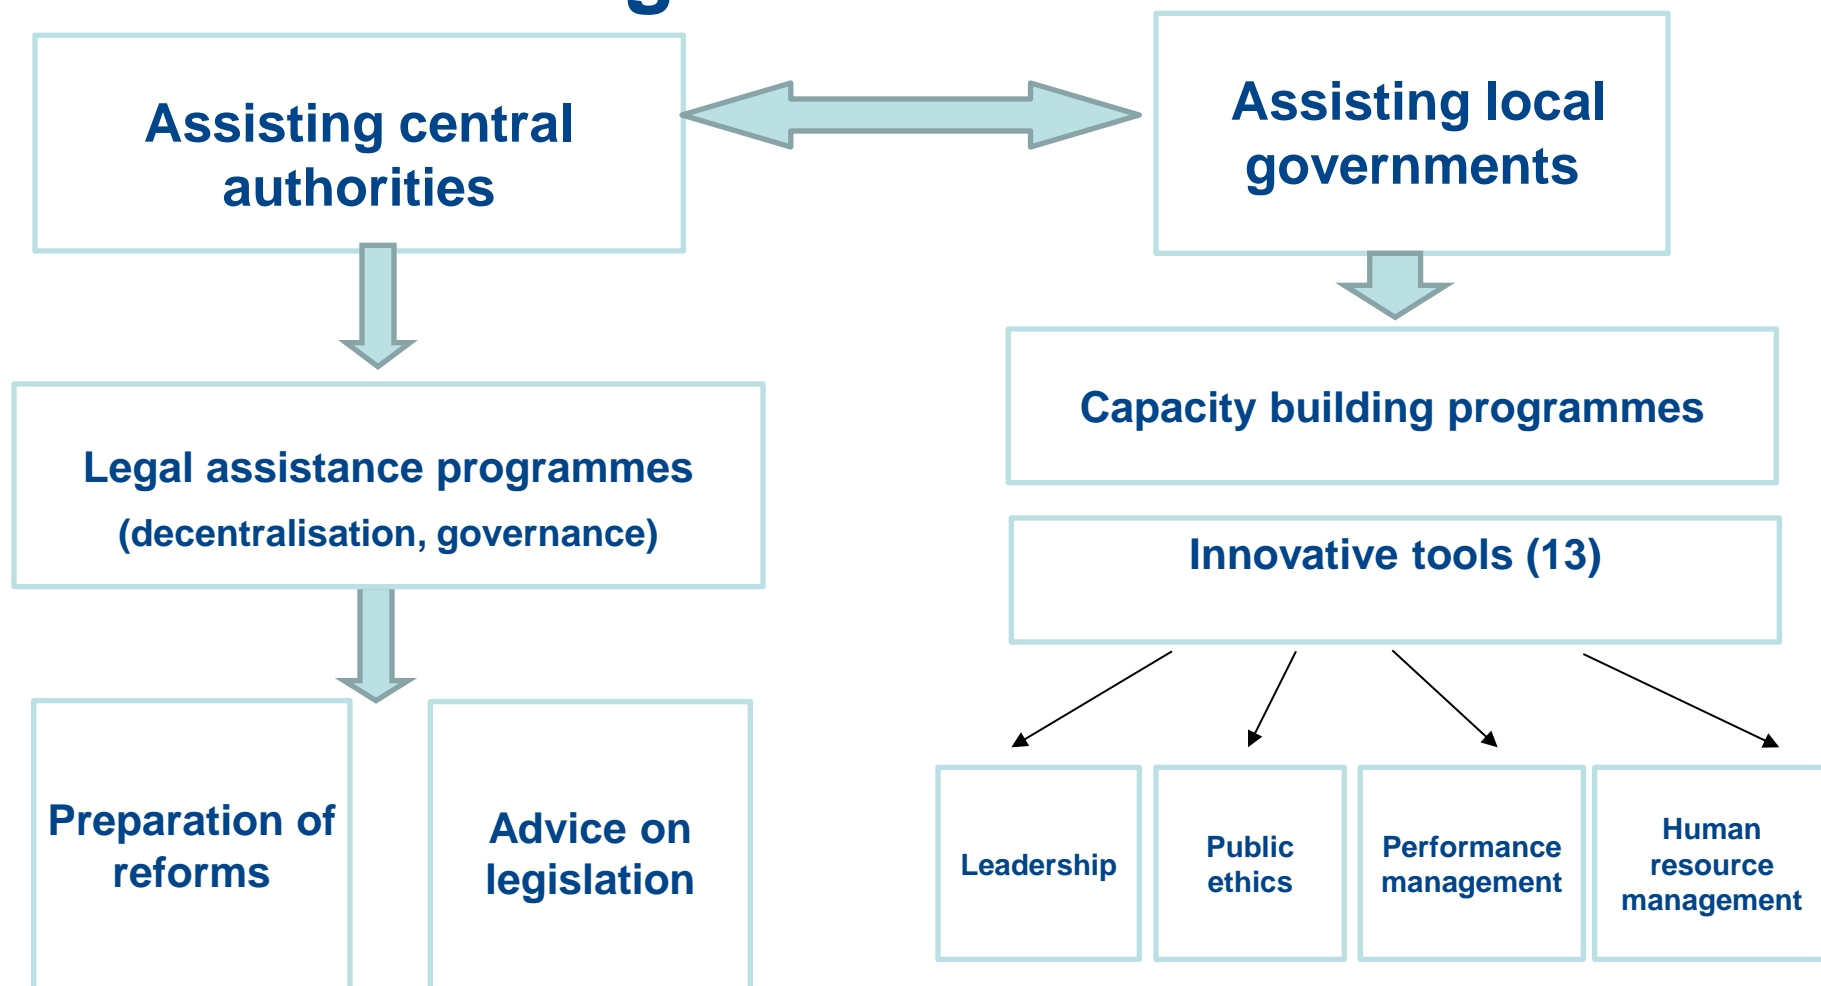 Assisting central
authorities
Assisting local
governments
Legal assistance programmes
(decentralisation, governance)
Capacity building programmes
Innovative tools (13)
Preparation of
reforms
Advice on
legislation
Leadership
Public
ethics
Performance
management
Human
resource
management